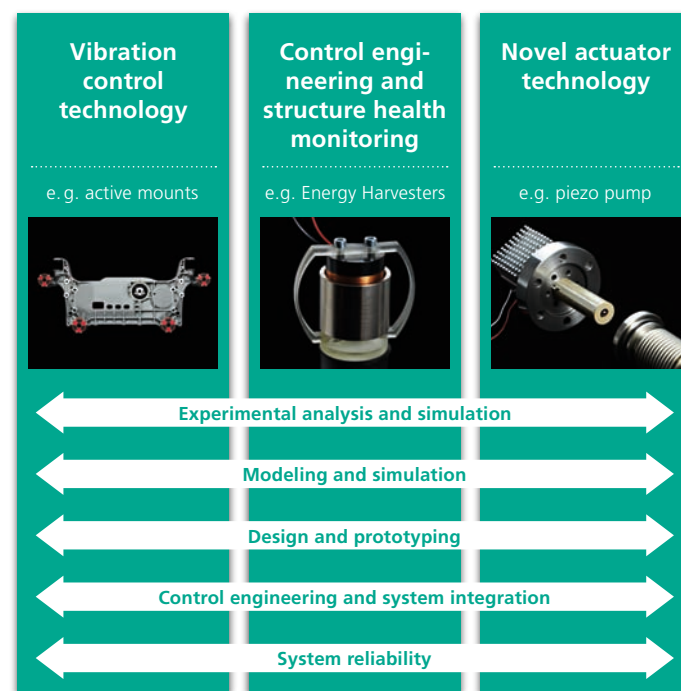 Vibration
control
technology
e. g. active mounts
Control engi-
neering and
structure health
monitoring
e. g. Energy Harvesters
Novel actuator
technology
e. g. piezo pump
Experimental analysis and simulation
Modeling and simulation
Design and prototyping
Control engineering and system integration
System reliability